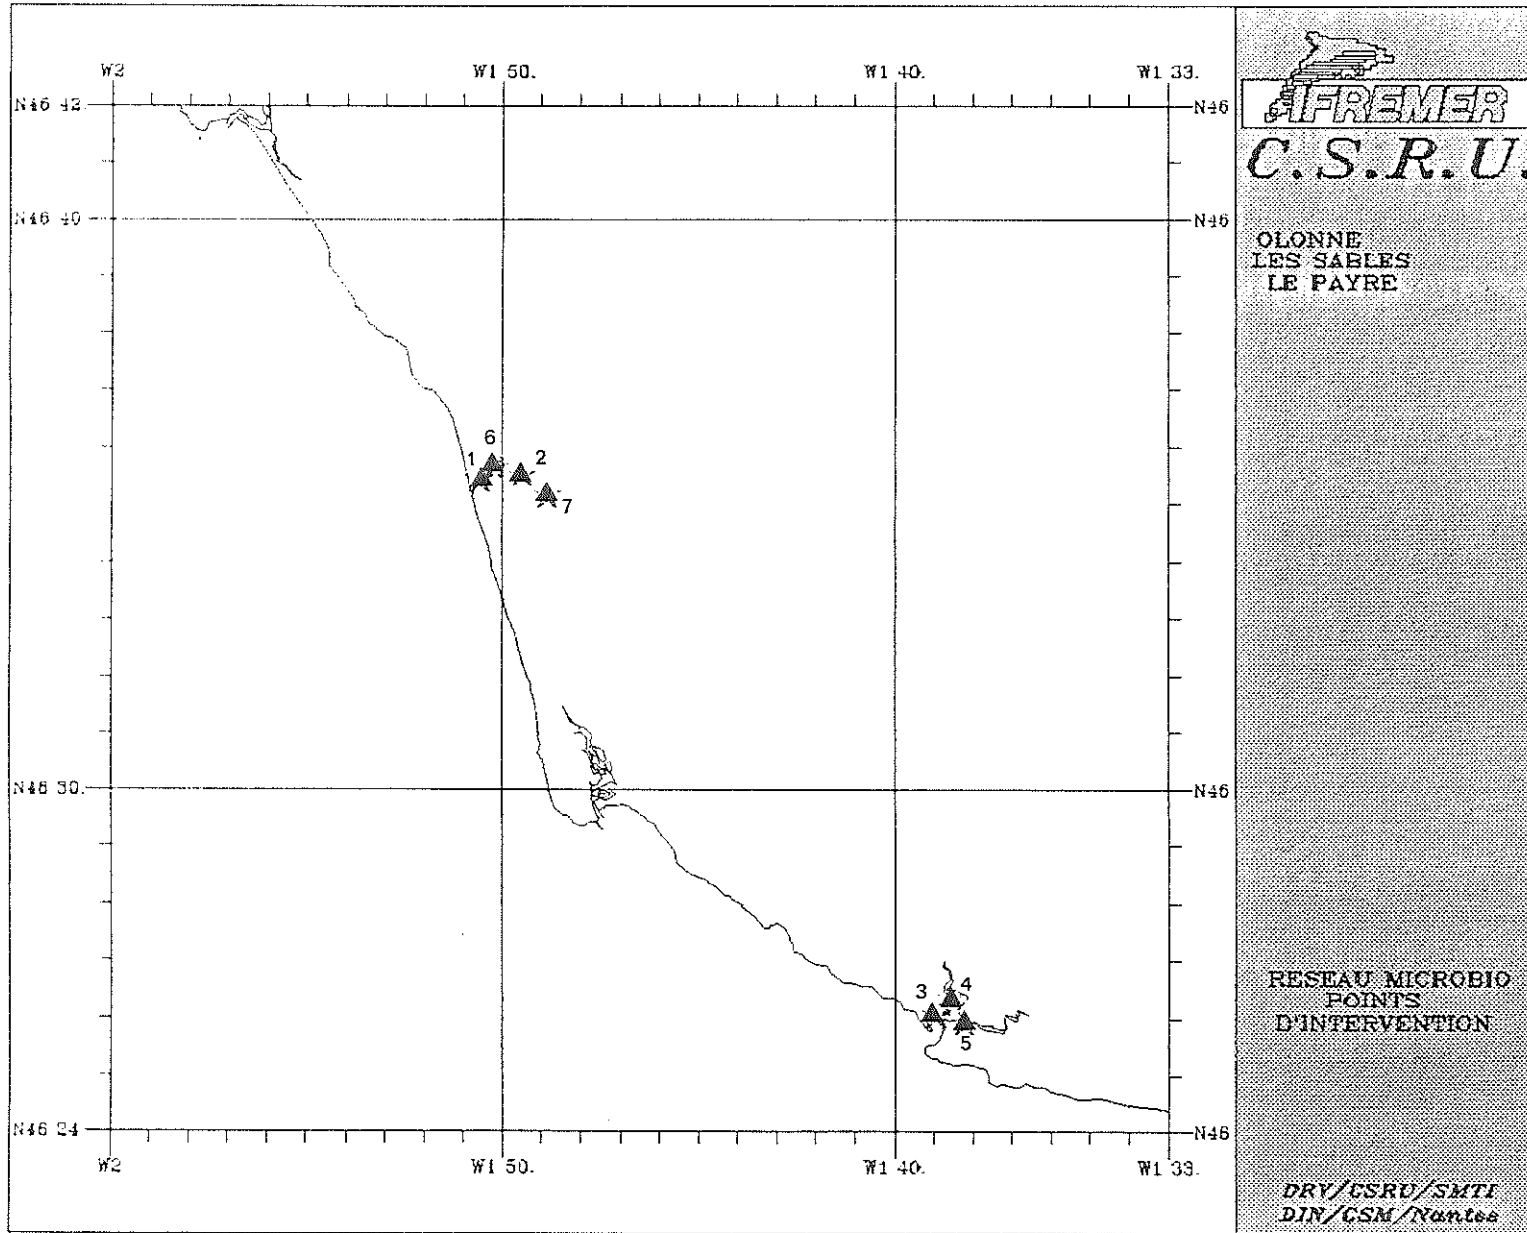 W2 W1 50. W1 40. W1 33.
N46 42 N46
IFREMER
C.S.R.U.
N46 40 N46
OLONNE
LES SABLES
LE PAYRE
6
1 2
7
N46 30. N46
RESEAU MICROBIO
POINTS
D'INTERVENTION
3 4
5
N46 24 N46
W2 W1 50. W1 40. W1 33.
DRV/CSRU/SMTI
DIN/CSM/Nantes